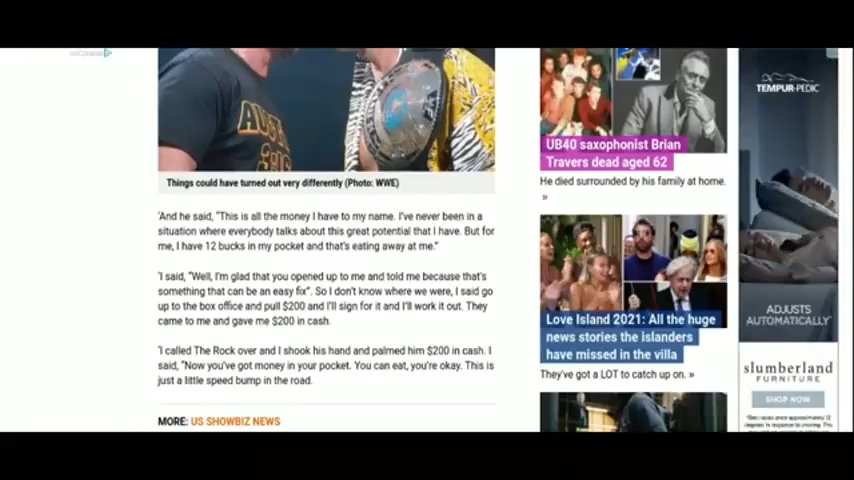 AUSTIN
3:16
Things could have turned out very differently (Photo: WWE)
'And he said, "This is all the money I have to my name. I've never been in a
situation where everybody talks about this great potential that I have. But for
me, I have 12 bucks in my pocket and that's eating away at me."
'I said, "Well, I'm glad that you opened up to me and told me because that's
something that can be an easy fix". So I don't know where we were, I said go
up to the box office and pull $200 and I'll sign for it and I'll work it out. They
came to me and gave me $200 in cash.
'I called The Rock over and I shook his hand and palmed him $200 in cash. I
said, "Now you've got money in your pocket. You can eat, you're okay. This is
just a little speed bump in the road.
MORE: US SHOWBIZ NEWS
UB40 saxophonist Brian
Travers dead aged 62
He died surrounded by his family at home.
»
Love Island 2021: All the huge
news stories the islanders
have missed in the villa
They've got a LOT to catch up on. »
TEMPUR-PEDIC
ADJUSTS
AUTOMATICALLY*
slumberland
FURNITURE
SHOP NOW